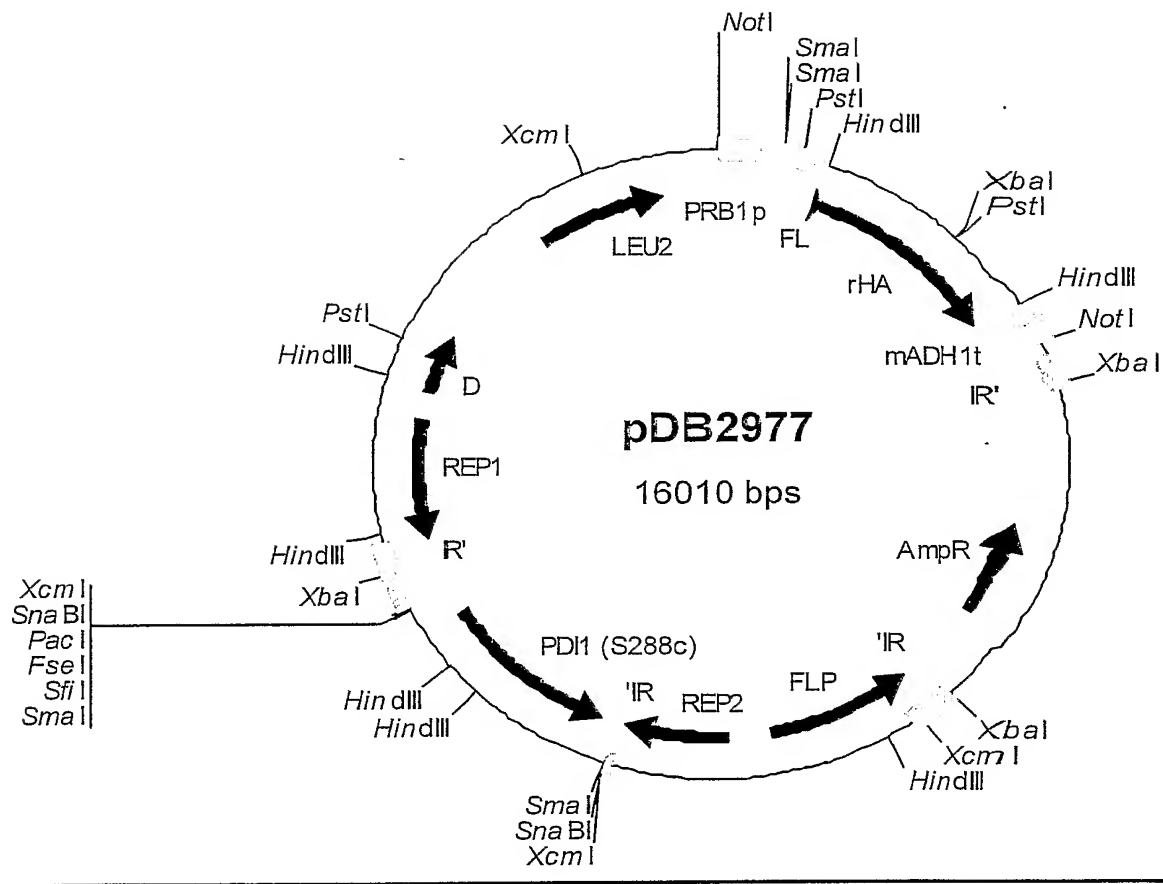 NotI
SmaI
SmaI
PstI
HindIII
XcmI
XbaI
PstI
PRB1p
LEU2
FL
rHA
HindIII
NotI
mADH1t
XbaI
IR'
PstI
HindIII
D
pDB2977
16010 bps
REP1
AmpR
HindIII
IR'
XbaI
XcmI
SnaBI
PacI
FseI
SfiI
SmaI
PDI1 (S288c)
'IR
REP2
FLP
'IR
HindIII
HindIII
XbaI
XcmI
HindIII
SmaI
SnaBI
XcmI